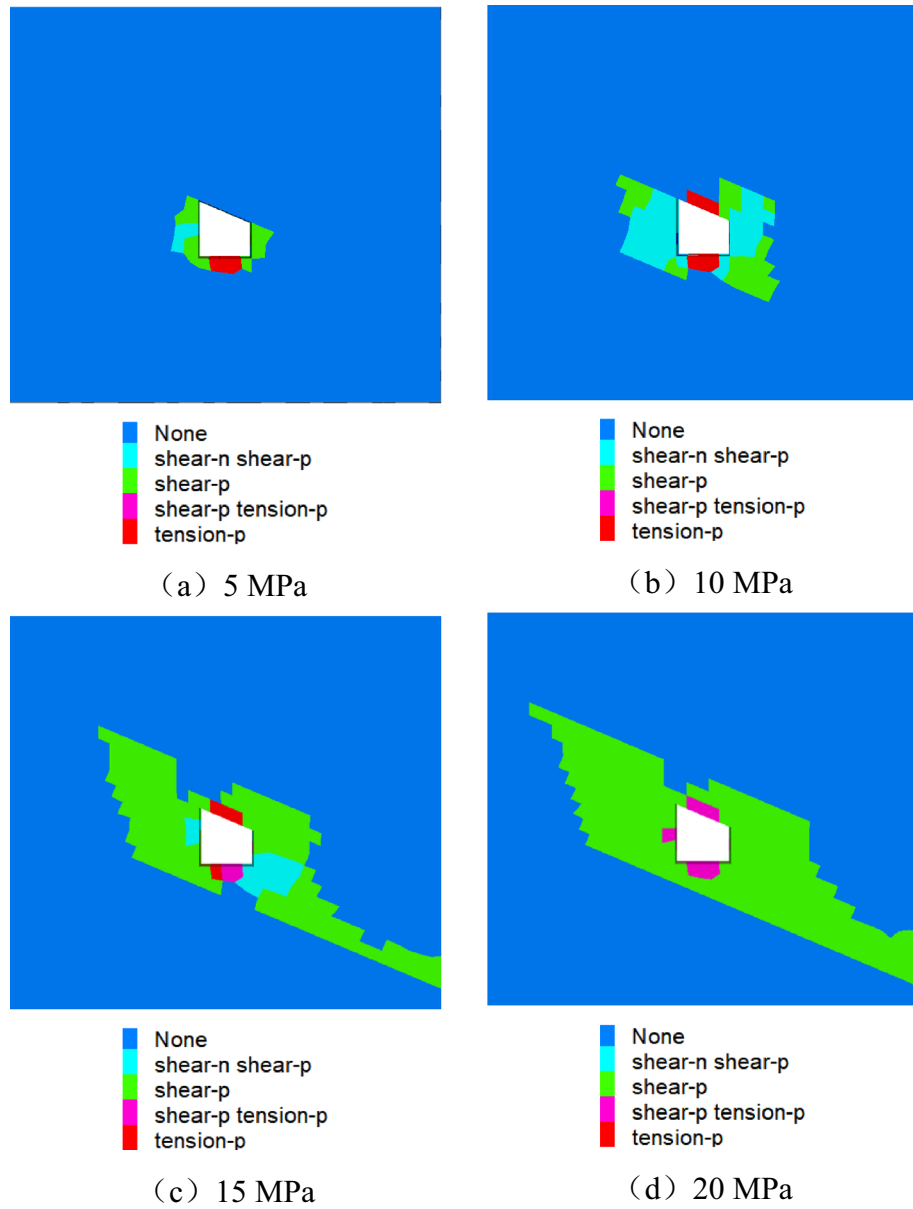 None
shear-n shear-p
shear-p
shear-p tension-p
tension-p
（a）5 MPa
None
shear-n shear-p
shear-p
shear-p tension-p
tension-p
（b）10 MPa
None
shear-n shear-p
shear-p
shear-p tension-p
tension-p
（c）15 MPa
None
shear-n shear-p
shear-p
shear-p tension-p
tension-p
（d）20 MPa